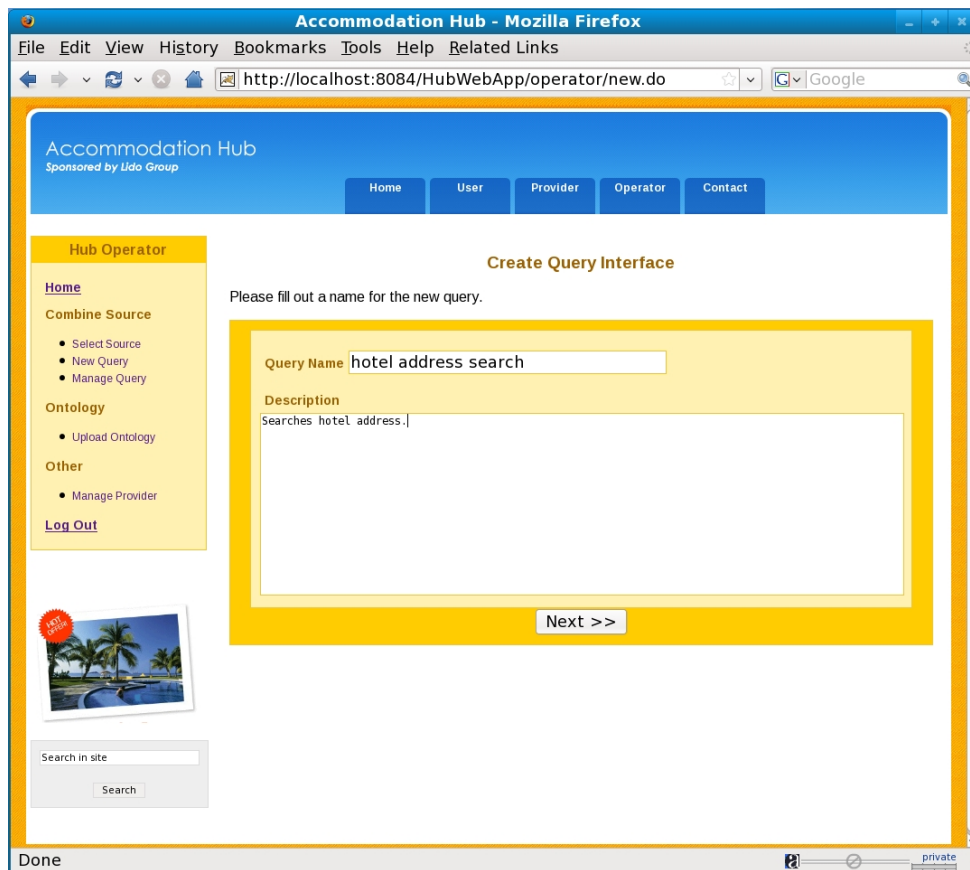 Accommodation Hub - Mozilla Firefox
File Edit View History Bookmarks Tools Help Related Links
http://localhost:8084/HubWebApp/operator/new.do
G Google
Accommodation Hub
Sponsored by Lido Group
Home User Provider Operator Contact
Hub Operator
Home
Combine Source
Select Source
New Query
Manage Query
Ontology
Upload Ontology
Other
Manage Provider
Log Out
HOT
OFFER!
Search in site
Search
Create Query Interface
Please fill out a name for the new query.
Query Name hotel address search
Description
Searches hotel address.
Next >>
Done
a
private